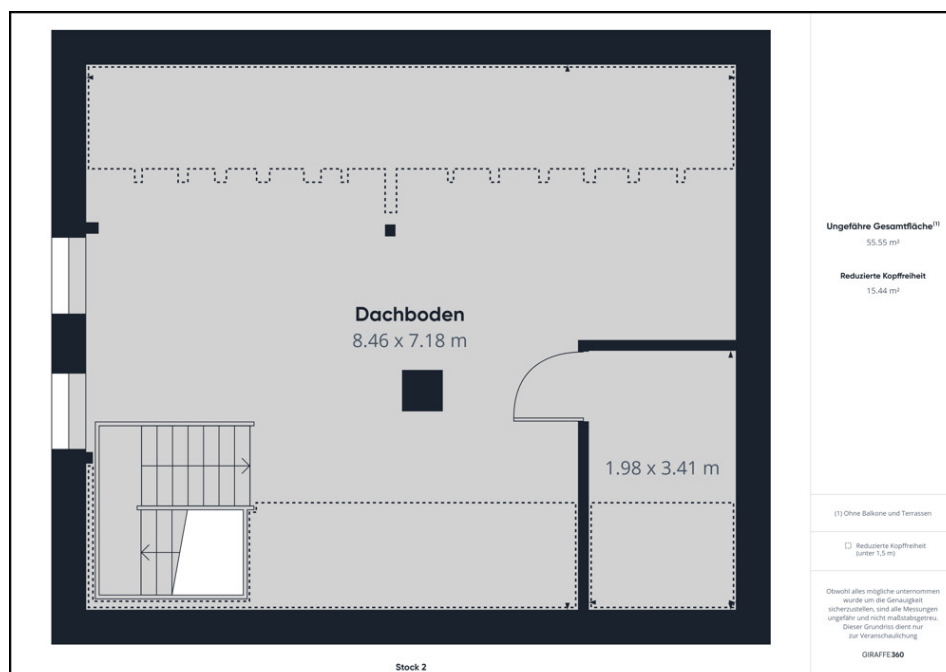 Dachboden
8.46 x 7.18 m
1.98 x 3.41 m
Stock 2
Ungefähre Gesamtfläche(1)
55.55 m²
Reduzierte Kopffreiheit
15.44 m²
(1) Ohne Balkone und Terrassen
Reduzierte Kopffreiheit
(unter 1,5 m)
Obwohl alles mögliche unternommen
wurde um die Genauigkeit
sicherzustellen, sind alle Messungen
ungefähr und nicht maßstabsgetreu.
Dieser Grundriss dient nur
zur Veranschaulichung
GIRAFFE360